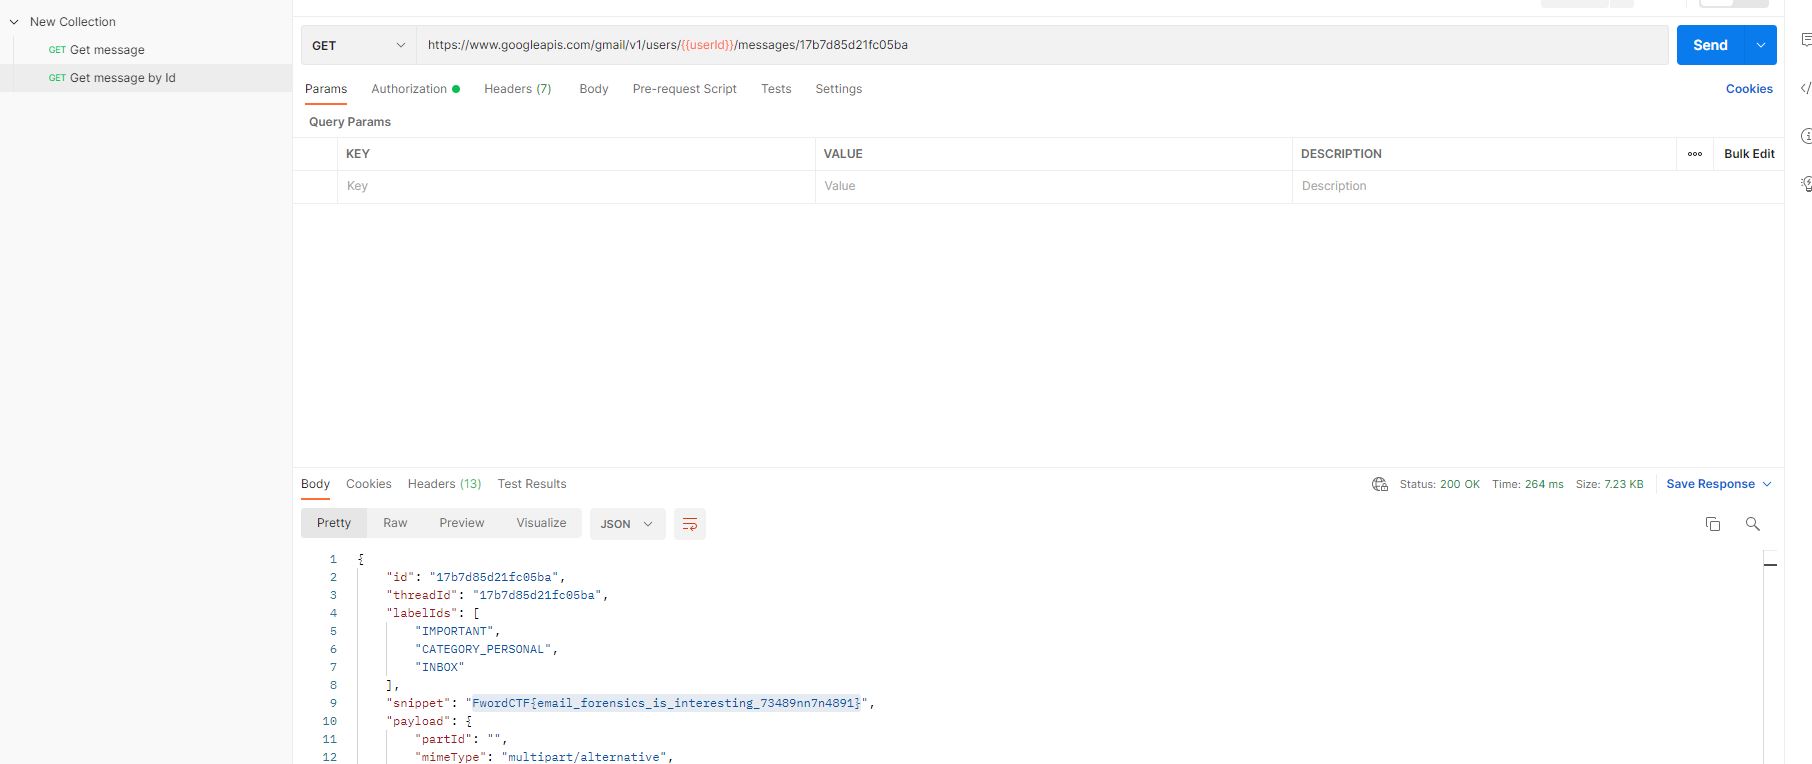 New Collection
GET Get message
GET Get message by Id
GET https://www.googleapis.com/gmail/v1/users/{{userId}}/messages/17b7d85d21fc05ba Send
Params Authorization Headers (7) Body Pre-request Script Tests Settings Cookies
Query Params
KEY VALUE DESCRIPTION Bulk Edit
Key Value Description
Body Cookies Headers (13) Test Results Status: 200 OK Time: 264 ms Size: 7.23 KB Save Response
Pretty Raw Preview Visualize JSON
1 {
2 "id": "17b7d85d21fc05ba",
3 "threadId": "17b7d85d21fc05ba",
4 "labelIds": [
5 "IMPORTANT",
6 "CATEGORY_PERSONAL",
7 "INBOX"
8 ],
9 "snippet": "FwordCTF{email_forensics_is_interesting_73489nn7n4891}",
10 "payload": {
11 "partId": "",
12 "mimeType": "multipart/alternative",